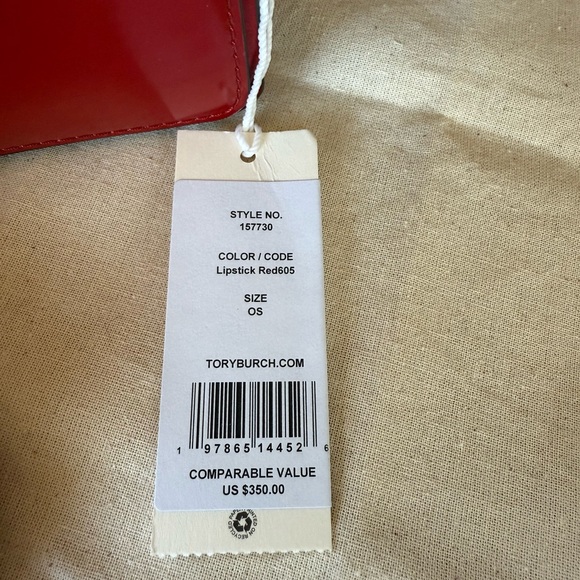 STYLE NO.
157730
COLOR / CODE
Lipstick Red605
SIZE
OS
TORYBURCH.COM
1 97865 14452 6
COMPARABLE VALUE
US $350.00